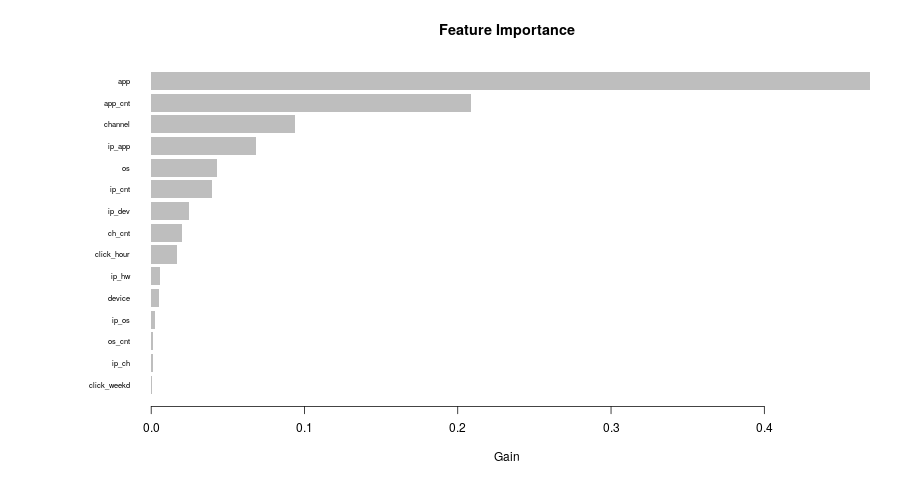 Feature Importance
app
app_cnt
channel
ip_app
os
ip_cnt
ip_dev
ch_cnt
click_hour
ip_hw
device
ip_os
os_cnt
ip_ch
click_weekd
0.0 0.1 0.2 0.3 0.4
Gain